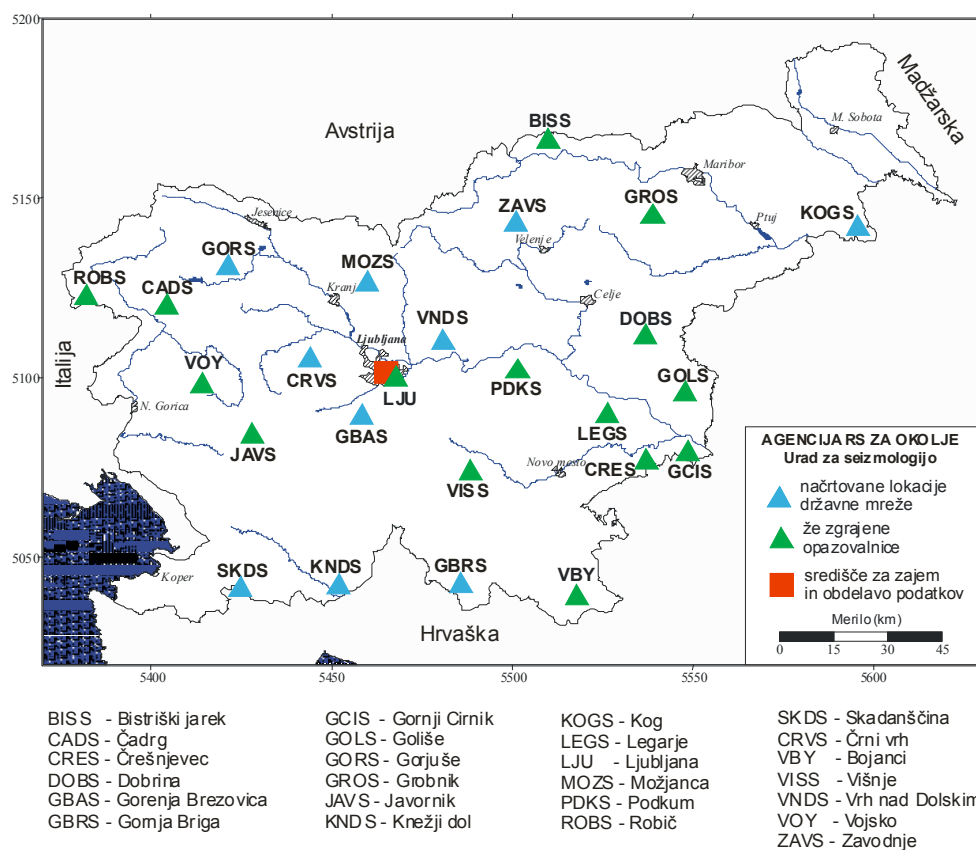 5200
Avstrija
Madžarska
BISS
M. Sobota
Maribor
5150
GROS
ZAVS
KOGS
Jesenice
Ptuj
Velenje
GORS
MOZS
ROBS
CADS
Kranj
Celje
VNDS
DOBS
Ljubljana
Italija
VOY
CRVS
5100
LJU
PDKS
GOLS
N. Gorica
GBAS
LEGS
JAVS
Novo mesto
CRES
GCIS
VISS
5050
Koper
SKDS
KNDS
GBRS
VBY
Hrvaška
AGENCIJA RS ZA OKOLJE
Urad za seizmologijo
načrtovane lokacije
državne mreže
že zgrajene
opazovalnice
središče za zajem
in obdelavo podatkov
Merilo (km)
0 15 30 45
5400 5450 5500 5550 5600
BISS - Bistriški jarek
CADS - Čadrg
CRES - Črešnjevec
DOBS - Dobrina
GBAS - Gorenja Brezovica
GBRS - Gornja Briga
GCIS - Gornji Cirnik
GOLS - Goliše
GORS - Gorjuše
GROS - Grobnik
JAVS - Javornik
KNDS - Knežji dol
KOGS - Kog
LEGS - Legarje
LJU - Ljubljana
MOZS - Možjanca
PDKS - Podkum
ROBS - Robič
SKDS - Skadanščina
CRVS - Črni vrh
VBY - Bojanci
VISS - Višnje
VNDS - Vrh nad Dolskim
VOY - Vojsko
ZAVS - Zavodnje